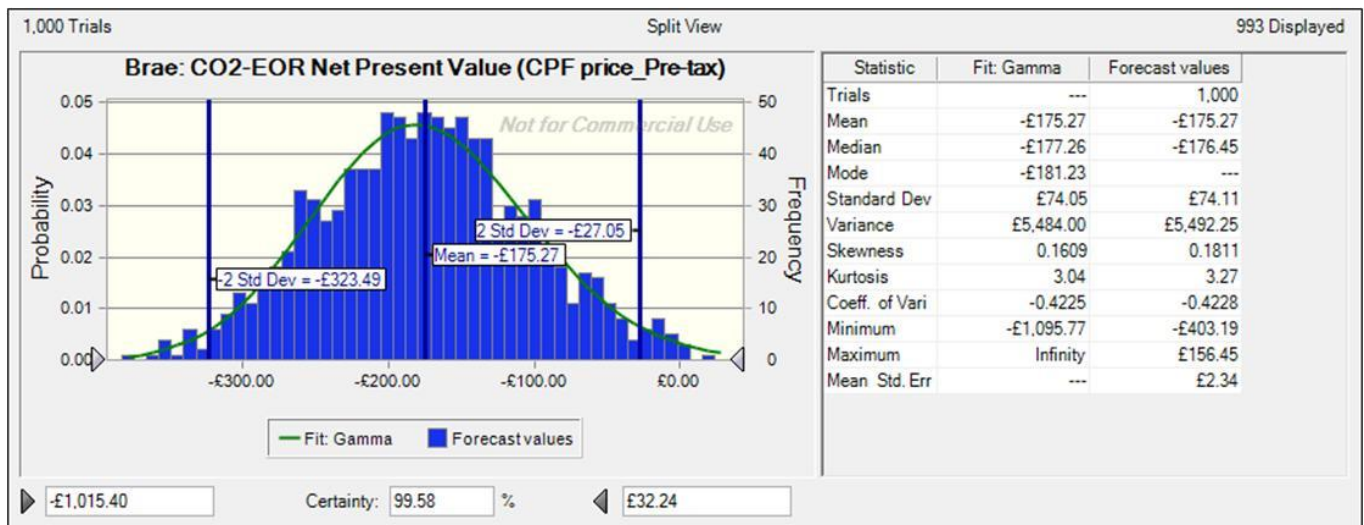 1,000 Trials Split View 993 Displayed
Brae: CO2-EOR Net Present Value (CPF price_Pre-tax)
Not for Commercial Use
Probability
0.05
0.04
0.03
0.02
0.01
0.00
50
40
30
20
10
0
Frequency
2 Std Dev = -£27.05
Mean = -£175.27
-2 Std Dev = -£323.49
-£300.00 -£200.00 -£100.00 £0.00
Fit: Gamma Forecast values
Statistic Fit: Gamma Forecast values
Trials --- 1,000
Mean -£175.27 -£175.27
Median -£177.26 -£176.45
Mode -£181.23 ---
Standard Dev £74.05 £74.11
Variance £5,484.00 £5,492.25
Skewness 0.1609 0.1811
Kurtosis 3.04 3.27
Coeff. of Vari -0.4225 -0.4228
Minimum -£1,095.77 -£403.19
Maximum Infinity £156.45
Mean Std. Err --- £2.34
-£1,015.40 Certainty: 99.58 % £32.24